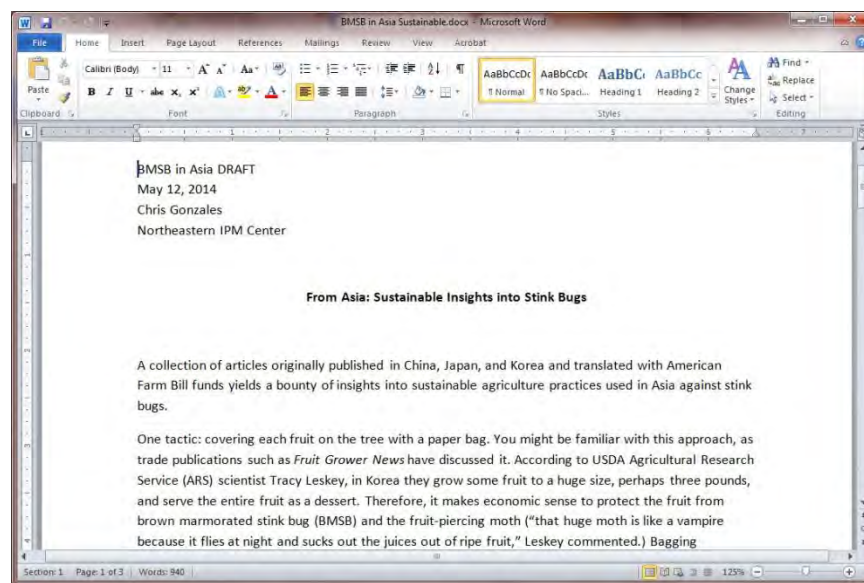 BMSB in Asia Sustainable.docx - Microsoft Word
File Home Insert Page Layout References Mailings Review View Acrobat
Paste
Calibri (Body) 11
AaBbCcDc AaBbCcDc AaBbCc AaBbCc
¶ Normal ¶ No Spaci... Heading 1 Heading 2
Change Styles
Find
Replace
Select
Clipboard Font Paragraph Styles Editing
BMSB in Asia DRAFT
May 12, 2014
Chris Gonzales
Northeastern IPM Center
From Asia: Sustainable Insights into Stink Bugs
A collection of articles originally published in China, Japan, and Korea and translated with American
Farm Bill funds yields a bounty of insights into sustainable agriculture practices used in Asia against stink
bugs.
One tactic: covering each fruit on the tree with a paper bag. You might be familiar with this approach, as
trade publications such as Fruit Grower News have discussed it. According to USDA Agricultural Research
Service (ARS) scientist Tracy Leskey, in Korea they grow some fruit to a huge size, perhaps three pounds,
and serve the entire fruit as a dessert. Therefore, it makes economic sense to protect the fruit from
brown marmorated stink bug (BMSB) and the fruit-piercing moth (“that huge moth is like a vampire
because it flies at night and sucks out the juices out of ripe fruit,” Leskey commented.) Bagging
Section: 1 Page: 1 of 3 Words: 940 125%